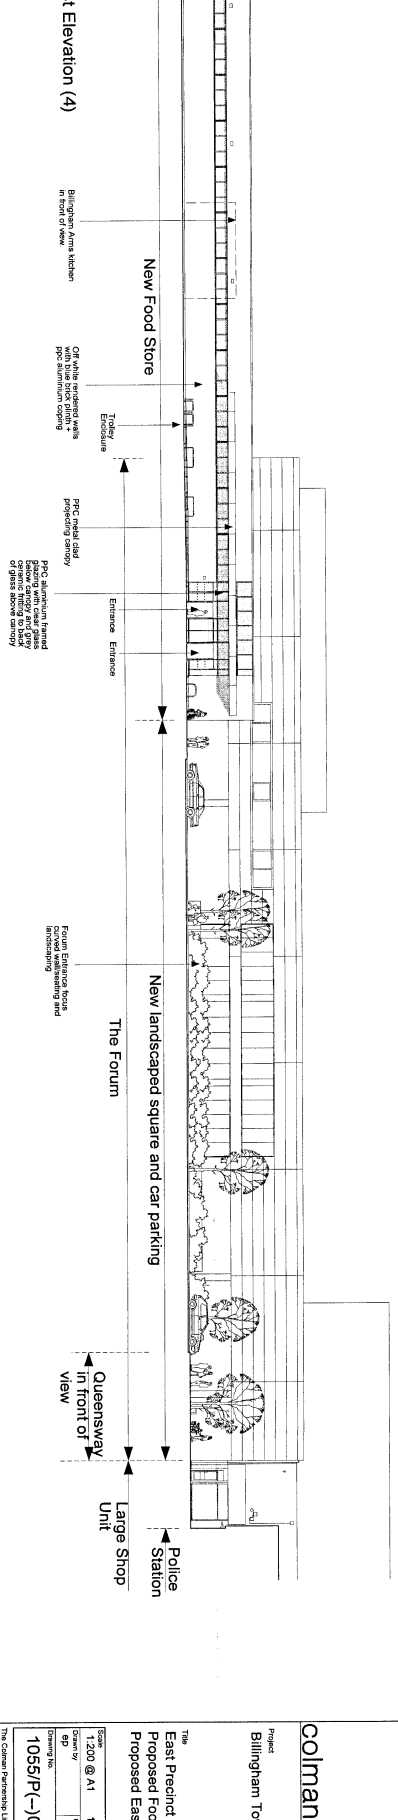 t Elevation (4)
Billingham Arms kitchen
in front of view.
New Food Store
Off white rendered walls
with blue brick plinth +
ppc aluminium coping
Trolley
Enclosure
PPC metal clad
projecting canopy
PPC aluminium framed
glazing with clear glass
below canopy and grey
ceramic fritting to back
of glass above canopy
Entrance
Entrance
Forum Entrance focus
curved wall/seating and
landscaping
New landscaped square and car parking
The Forum
Queensway
in front of
view
Large Shop
Unit
Police
Station
colman
Project
Billingham To
Title
East Precinct
Proposed Foo
Proposed Eas
Scale
1:200 @ A1
Drawn by
ep
Drawing No.
1055/P(--)0
The Colman Partnership Li